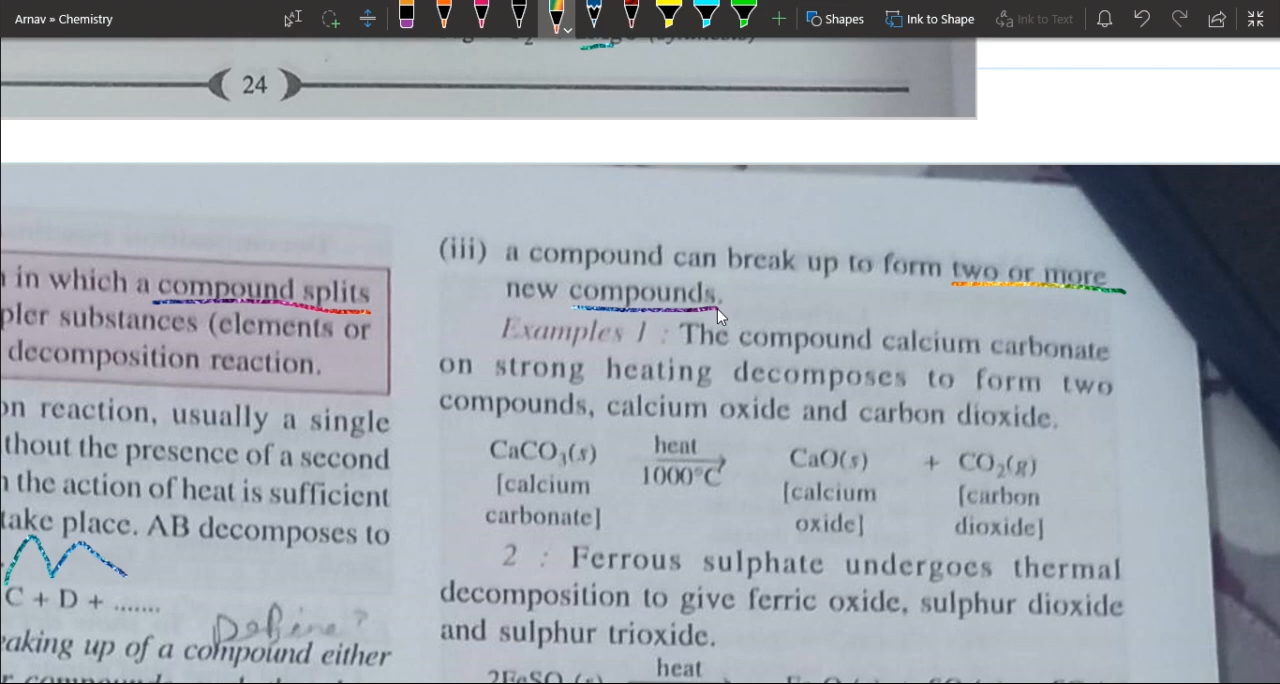 Arnav » Chemistry
Shapes
Ink to Shape
Ink to Text
24
in which a compound splits
pler substances (elements or
decomposition reaction.
on reaction, usually a single
thout the presence of a second
the action of heat is sufficient
take place. AB decomposes to
C + D + .......
Define?
eaking up of a compound either
(iii) a compound can break up to form two or more
new compounds.
Examples 1 : The compound calcium carbonate
on strong heating decomposes to form two
compounds, calcium oxide and carbon dioxide.
CaCO₃(s) heat 1000°C CaO(s) + CO₂(g)
[calcium [calcium [carbon
carbonate] oxide] dioxide]
2 : Ferrous sulphate undergoes thermal
decomposition to give ferric oxide, sulphur dioxide
and sulphur trioxide.
heat